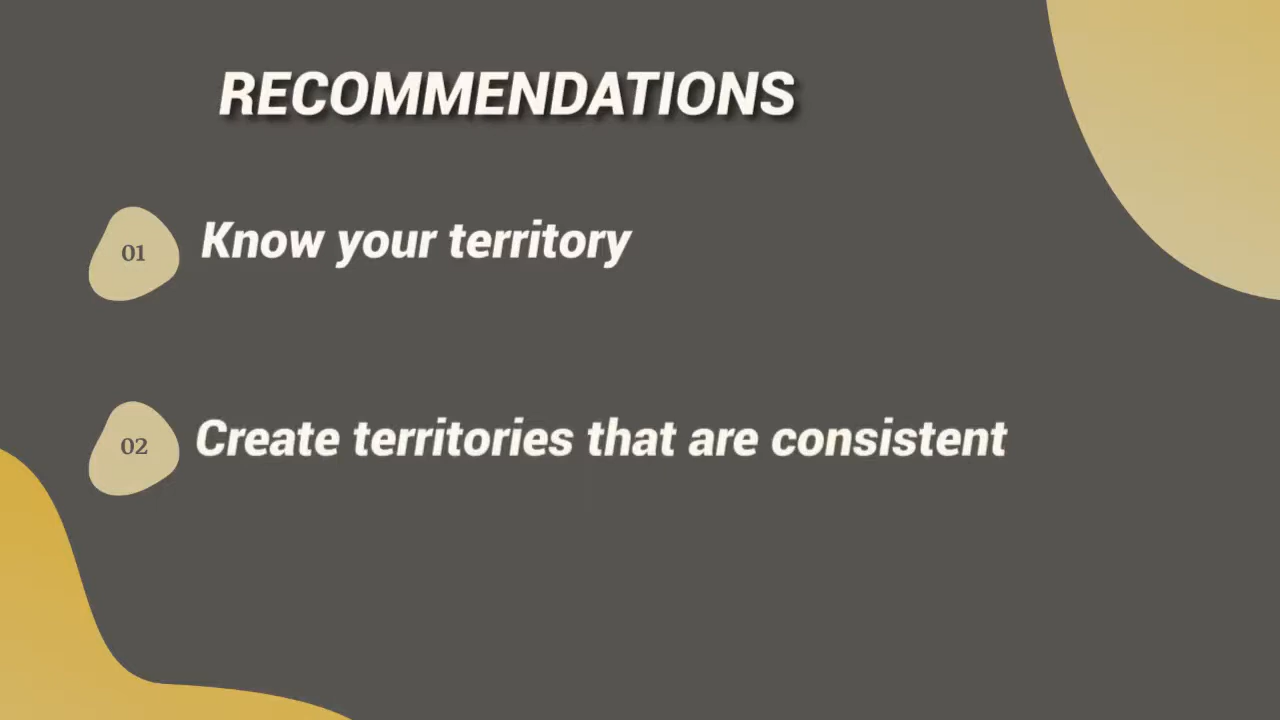 RECOMMENDATIONS
01 Know your territory
02 Create territories that are consistent